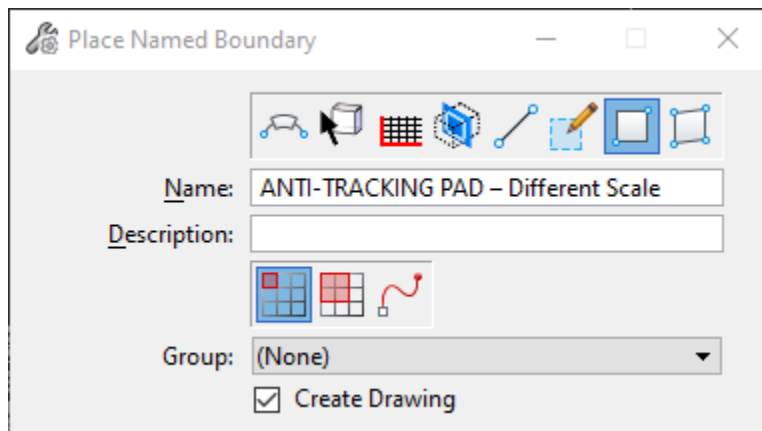 Place Named Boundary
Name: ANTI-TRACKING PAD – Different Scale
Description:
Group: (None)
Create Drawing